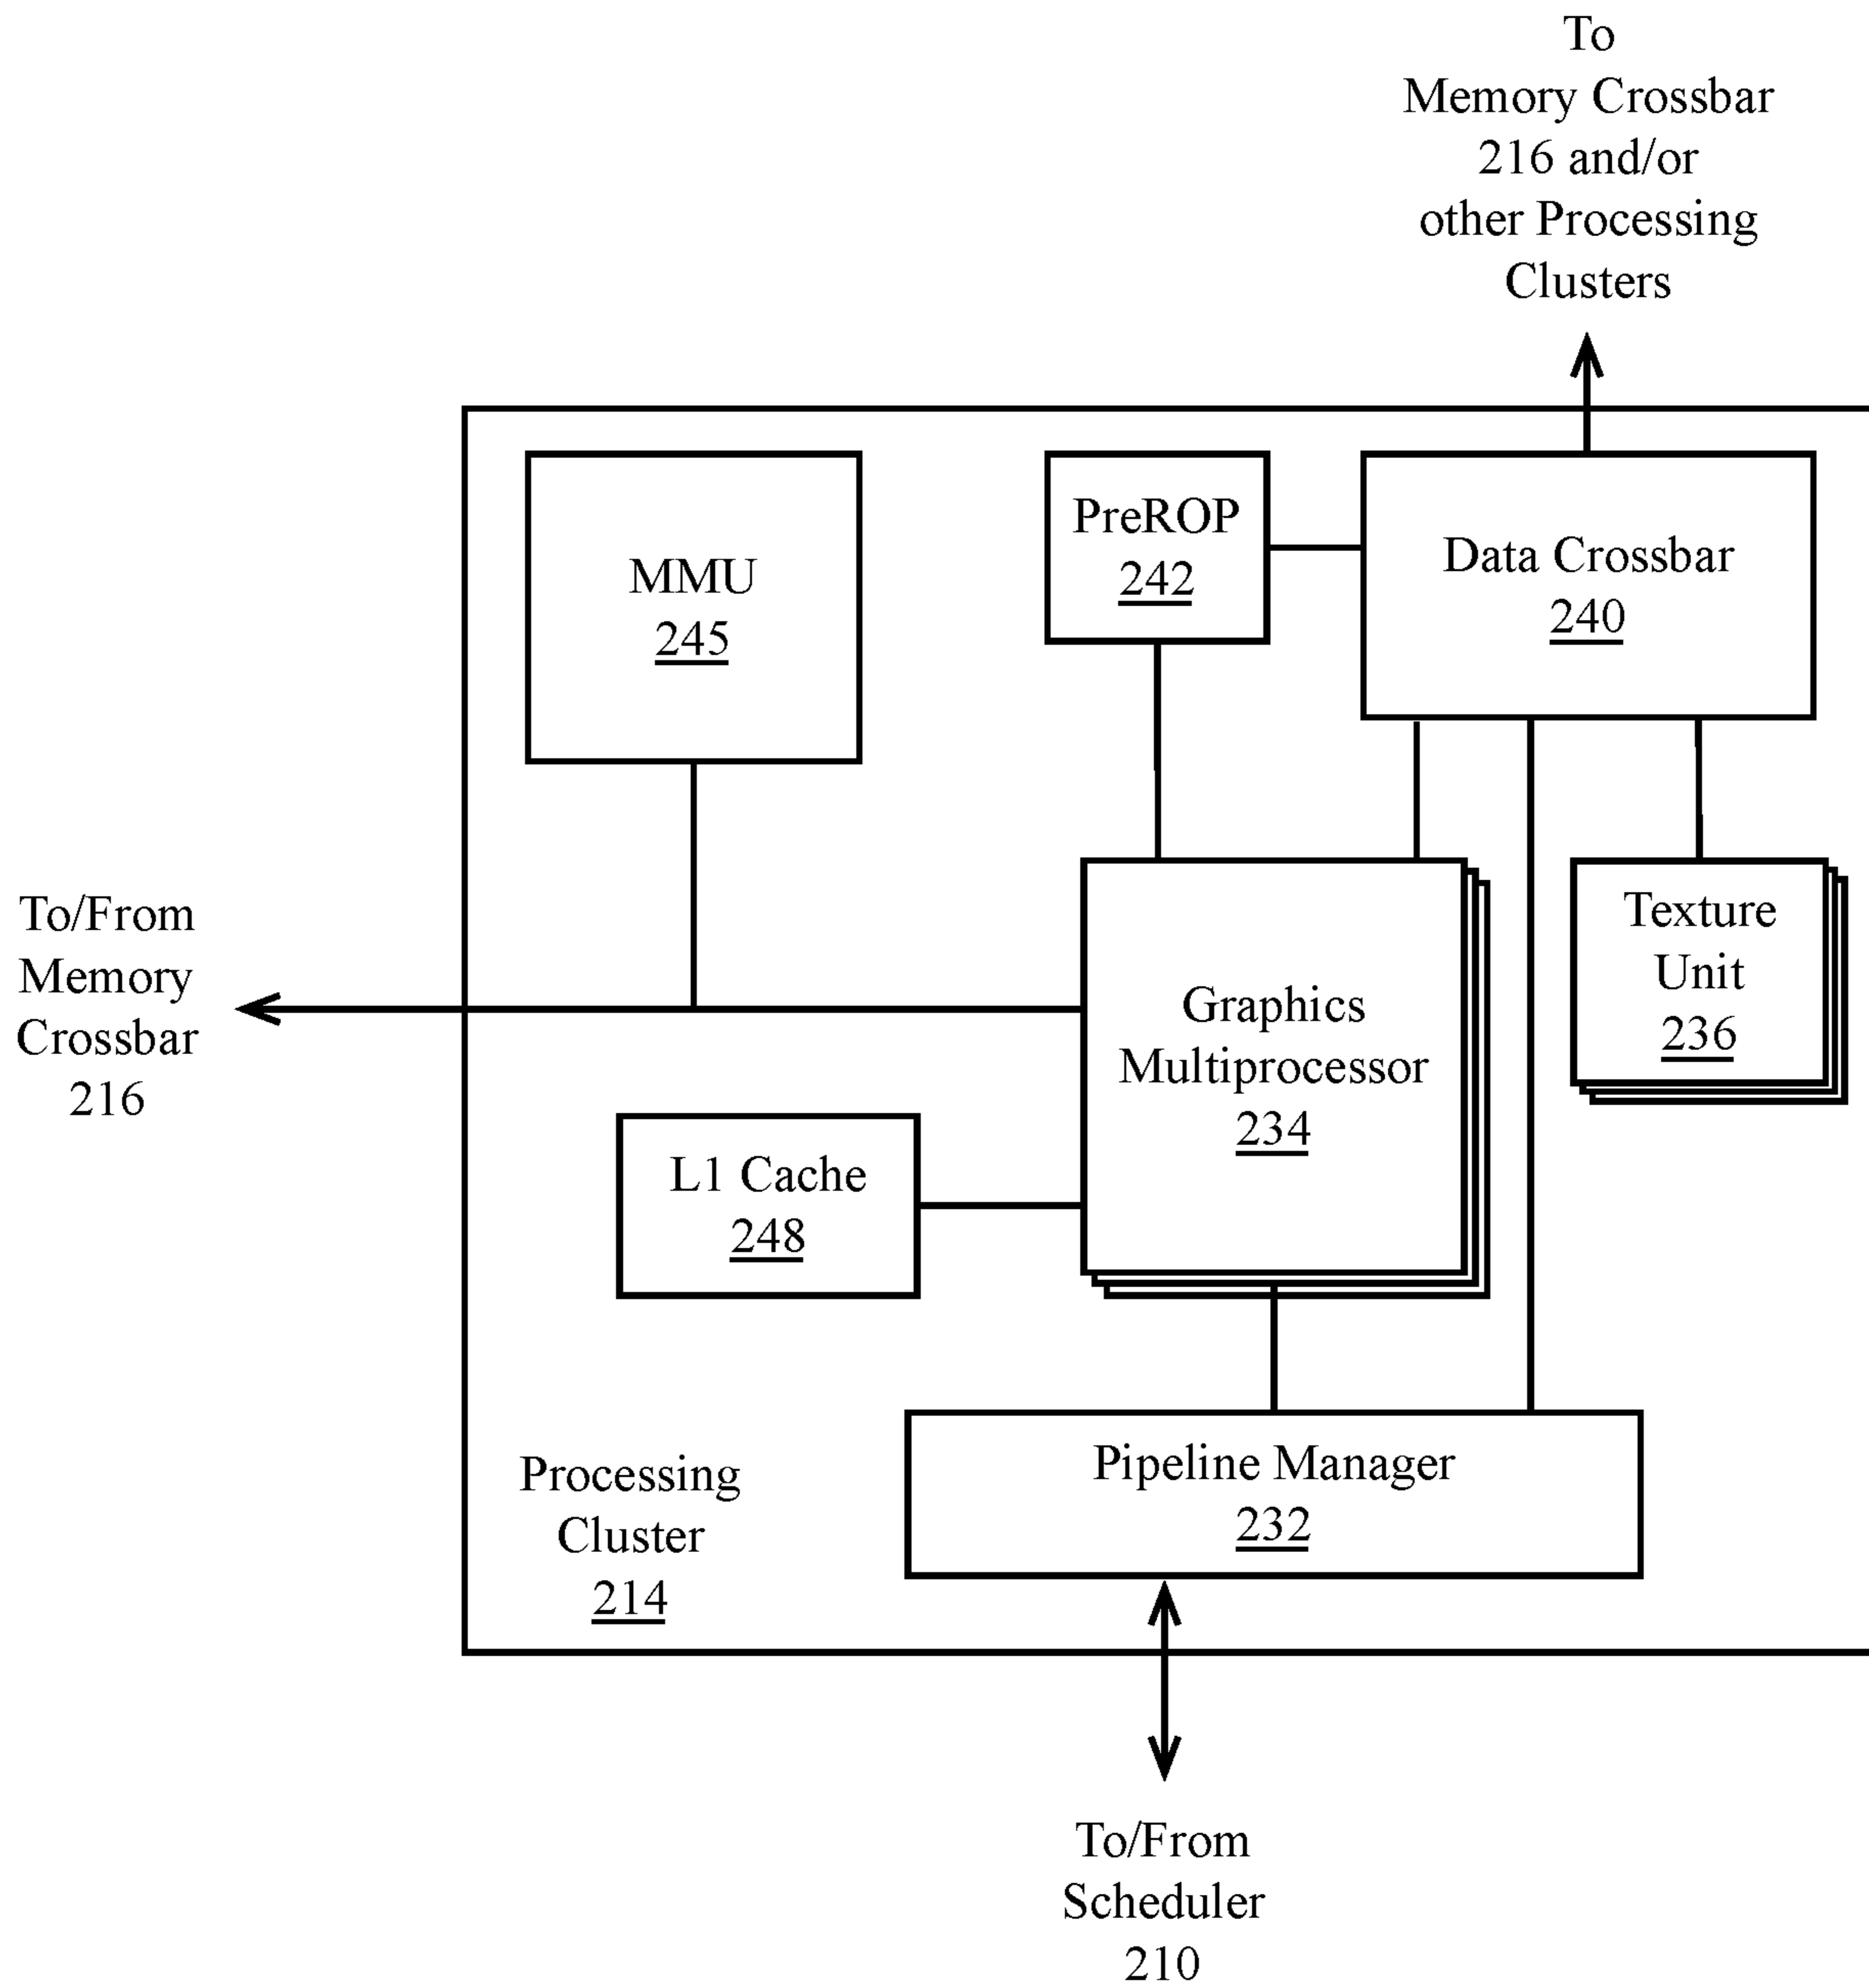 To
Memory Crossbar
216 and/or
other Processing
Clusters
MMU
245
PreROP
242
Data Crossbar
240
To/From
Memory
Crossbar
216
Graphics
Multiprocessor
234
Texture
Unit
236
L1 Cache
248
Pipeline Manager
232
Processing
Cluster
214
To/From
Scheduler
210